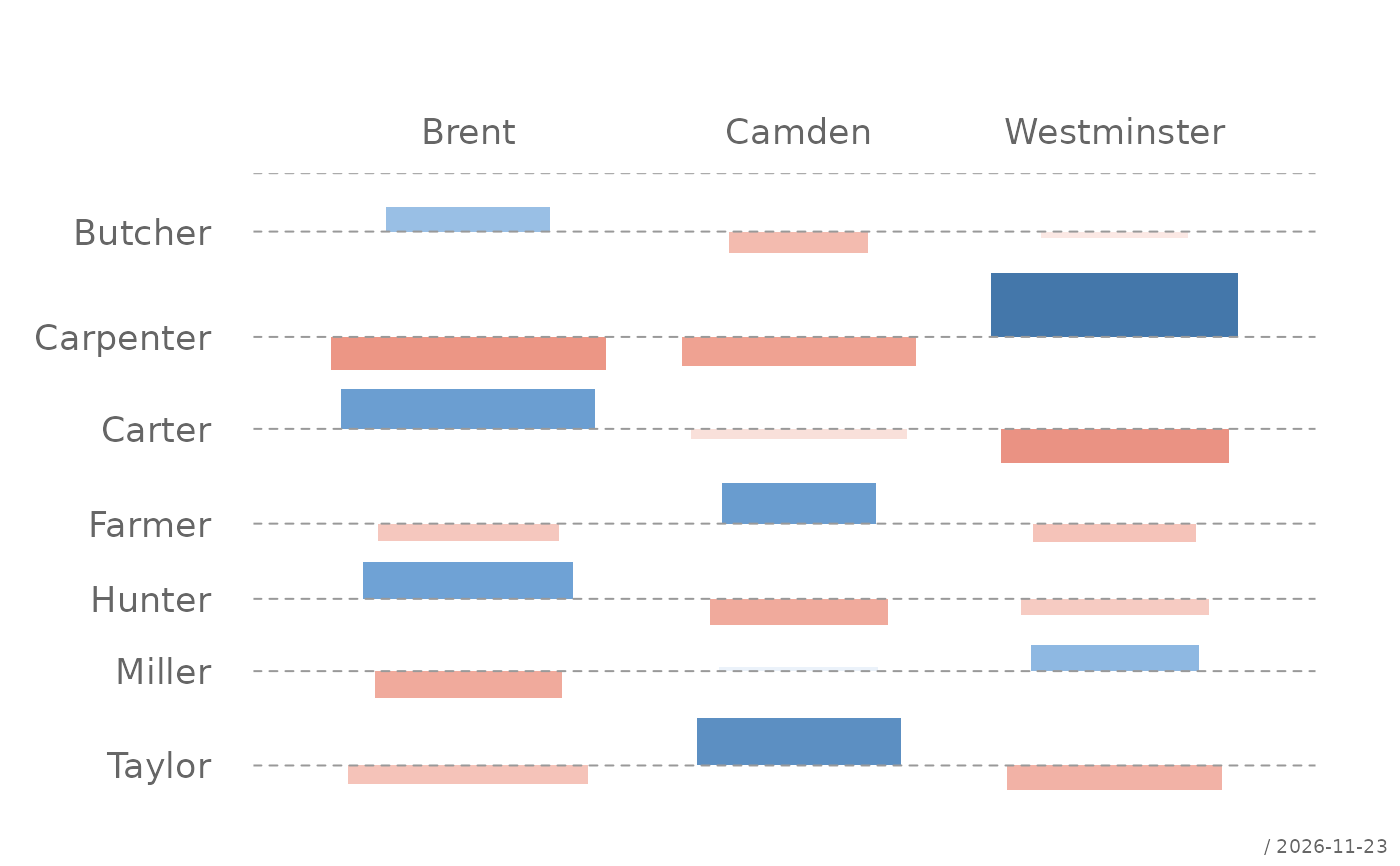 Brent Camden Westminster
Butcher
Carpenter
Carter
Farmer
Hunter
Miller
Taylor
/ 2026-11-23